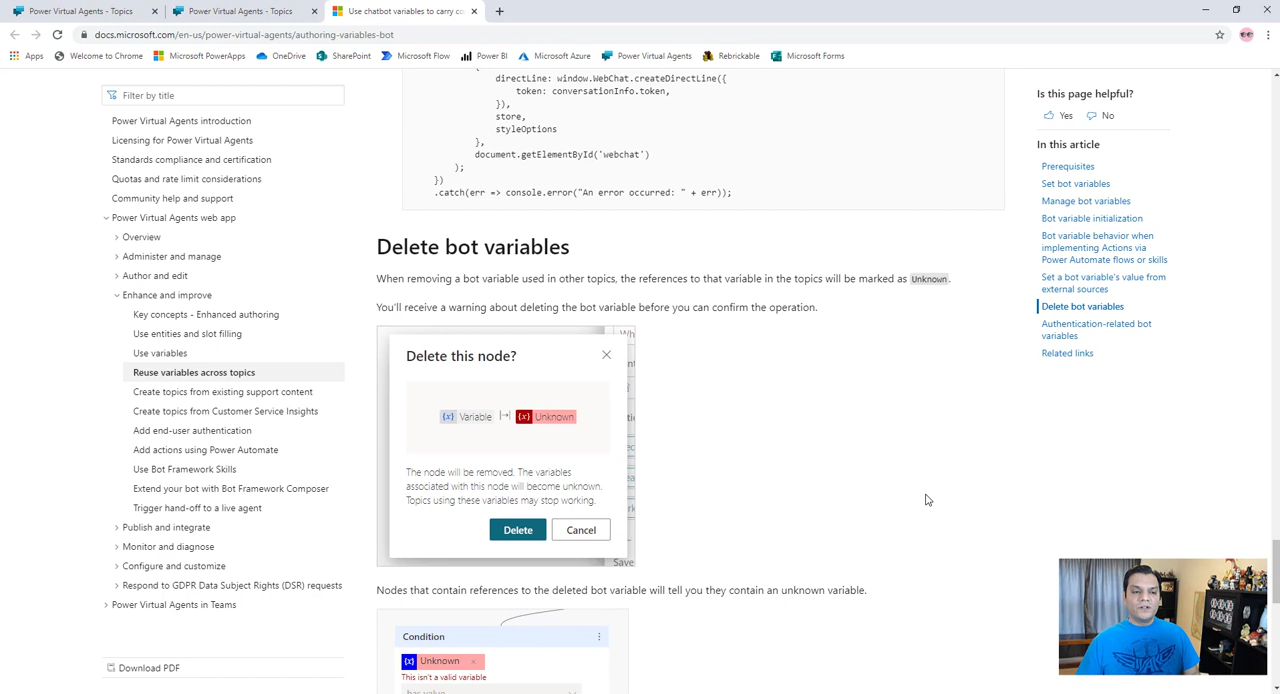 Power Virtual Agents - Topics
Power Virtual Agents - Topics
Use chatbot variables to carry co
docs.microsoft.com/en-us/power-virtual-agents/authoring-variables-bot
Apps
Welcome to Chrome
Microsoft PowerApps
OneDrive
SharePoint
Microsoft Flow
Power BI
Microsoft Azure
Power Virtual Agents
Rebrickable
Microsoft Forms
Filter by title
Power Virtual Agents introduction
Licensing for Power Virtual Agents
Standards compliance and certification
Quotas and rate limit considerations
Community help and support
Power Virtual Agents web app
Overview
Administer and manage
Author and edit
Enhance and improve
Key concepts - Enhanced authoring
Use entities and slot filling
Use variables
Reuse variables across topics
Create topics from existing support content
Create topics from Customer Service Insights
Add end-user authentication
Add actions using Power Automate
Use Bot Framework Skills
Extend your bot with Bot Framework Composer
Trigger hand-off to a live agent
Publish and integrate
Monitor and diagnose
Configure and customize
Respond to GDPR Data Subject Rights (DSR) requests
Power Virtual Agents in Teams
Download PDF
{
directLine: window.WebChat.createDirectLine({
token: conversationInfo.token,
}),
store,
styleOptions
},
document.getElementById('webchat')
);
})
.catch(err => console.error("An error occurred: " + err));
Delete bot variables
When removing a bot variable used in other topics, the references to that variable in the topics will be marked as Unknown.
You'll receive a warning about deleting the bot variable before you can confirm the operation.
Delete this node?
{x} Variable {x} Unknown
The node will be removed. The variables
associated with this node will become unknown.
Topics using these variables may stop working.
Delete Cancel
Save
Nodes that contain references to the deleted bot variable will tell you they contain an unknown variable.
Condition
{x} Unknown ×
This isn't a valid variable
has value
Is this page helpful?
Yes No
In this article
Prerequisites
Set bot variables
Manage bot variables
Bot variable initialization
Bot variable behavior when
implementing Actions via
Power Automate flows or skills
Set a bot variable's value from
external sources
Delete bot variables
Authentication-related bot
variables
Related links